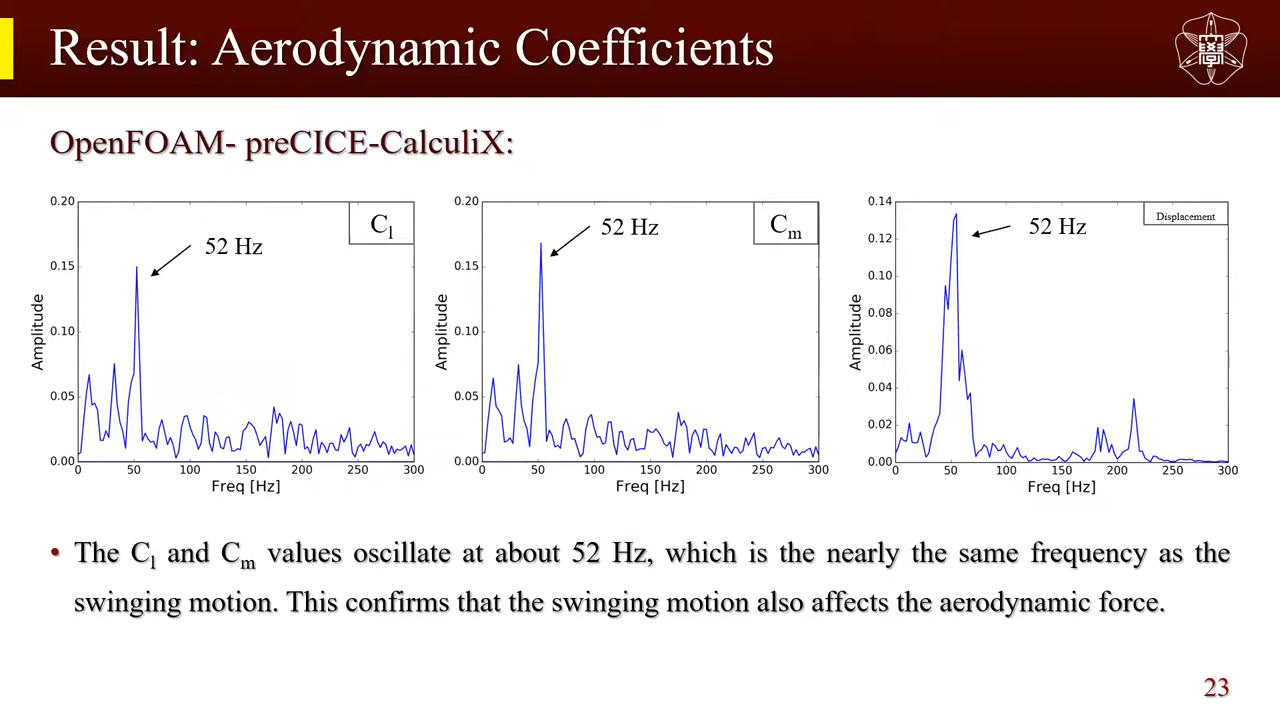 Result: Aerodynamic Coefficients
OpenFOAM- preCICE-CalculiX:
0.20
0.15
0.10
0.05
0.00
0 50 100 150 200 250 300
Amplitude
Freq [Hz]
52 Hz
Cl
0.20
0.15
0.10
0.05
0.00
0 50 100 150 200 250 300
Amplitude
Freq [Hz]
52 Hz
Cm
0.14
0.12
0.10
0.08
0.06
0.04
0.02
0.00
0 50 100 150 200 250 300
Amplitude
Freq [Hz]
52 Hz
Displacement
• The Cl and Cm values oscillate at about 52 Hz, which is the nearly the same frequency as the
swinging motion. This confirms that the swinging motion also affects the aerodynamic force.
23